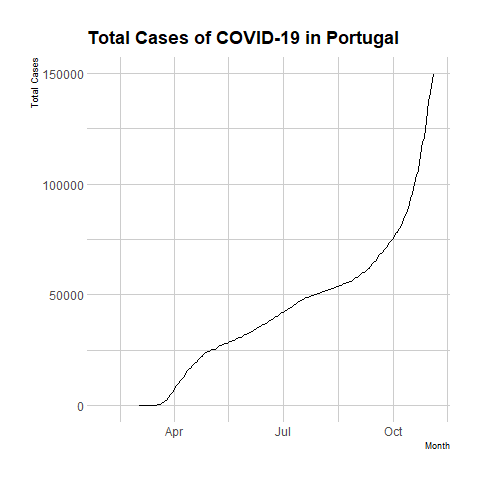 Total Cases of COVID-19 in Portugal
Total Cases
150000
100000
50000
0
Apr Jul Oct
Month